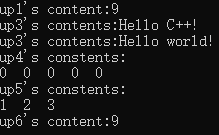 up1's content:9
up3's contents:Hello C++!
up3's contents:Hello world!
up4's constents:
0  0  0  0  0
up5's constents:
1  2  3
up6's content:9